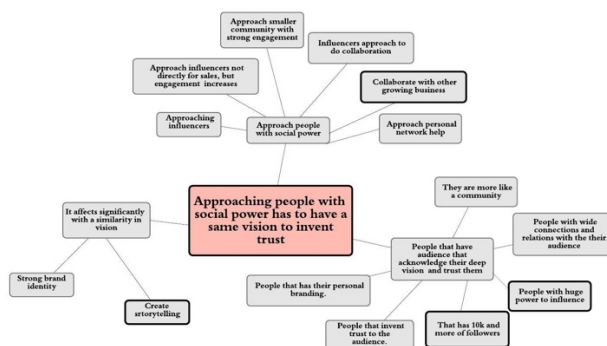 Approach smaller
community with
strong engagement
Influencers approach to
do collaboration
Approach influencers not
directly for sales, but
engagement increases
Collaborate with other
growing business
Approaching
influencers
Approach people
with social power
Approach personal
network help
Approaching people with
social power has to have a
same vision to invent
trust
They are more like
a community
It affects significantly
with a similarity in
vision
People with wide
connections and
relations with the their
audience
People that have
audience that
acknowledge their deep
vision and trust them
Strong brand
identity
People that has their personal
branding.
People with huge
power to influence
Create
srtorytelling
People that invent
trust to the
audience.
That has 10k and
more of followers